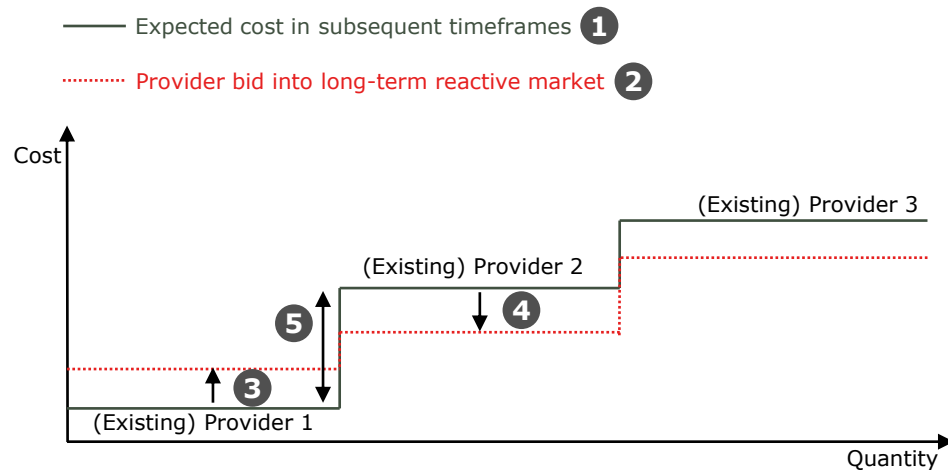 Expected cost in subsequent timeframes 1
Provider bid into long-term reactive market 2
Cost
(Existing) Provider 3
(Existing) Provider 2
5
4
3
(Existing) Provider 1
Quantity